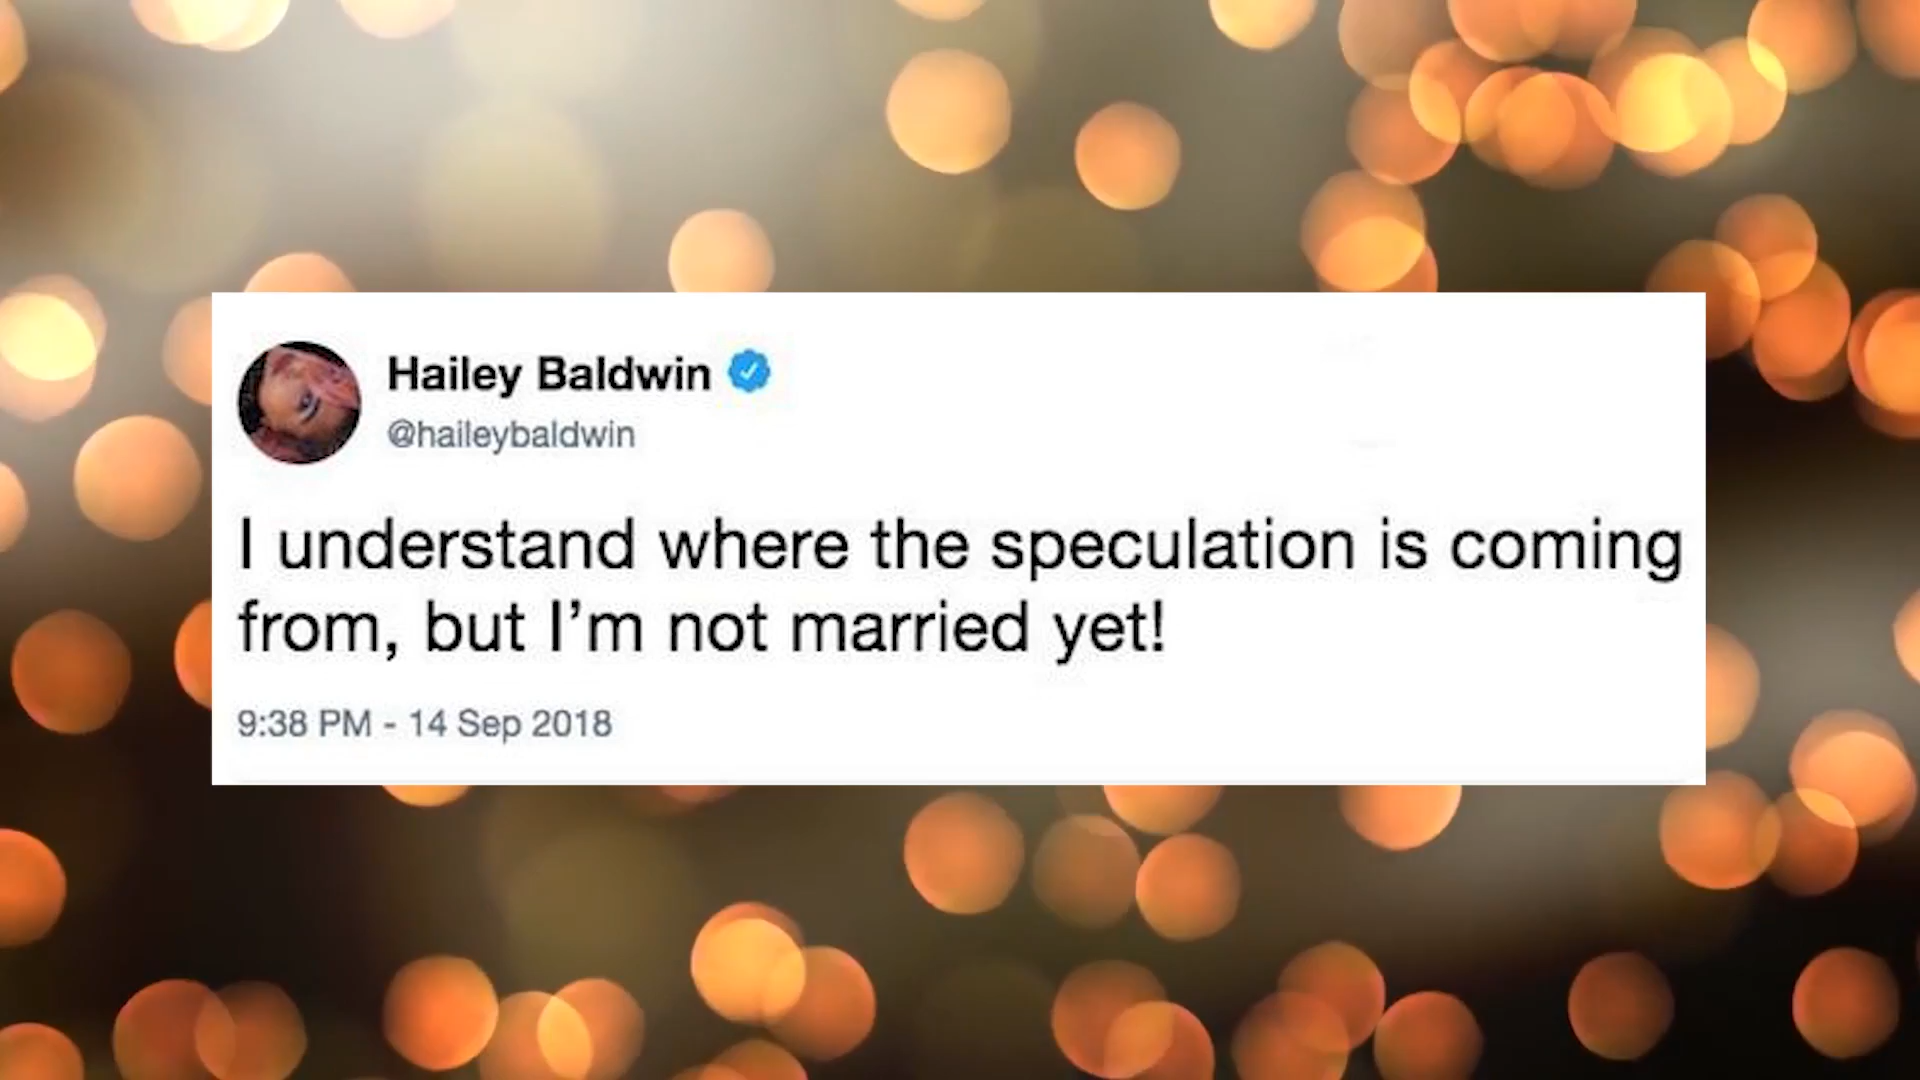 Hailey Baldwin
@haileybaldwin
I understand where the speculation is coming
from, but I’m not married yet!
9:38 PM - 14 Sep 2018